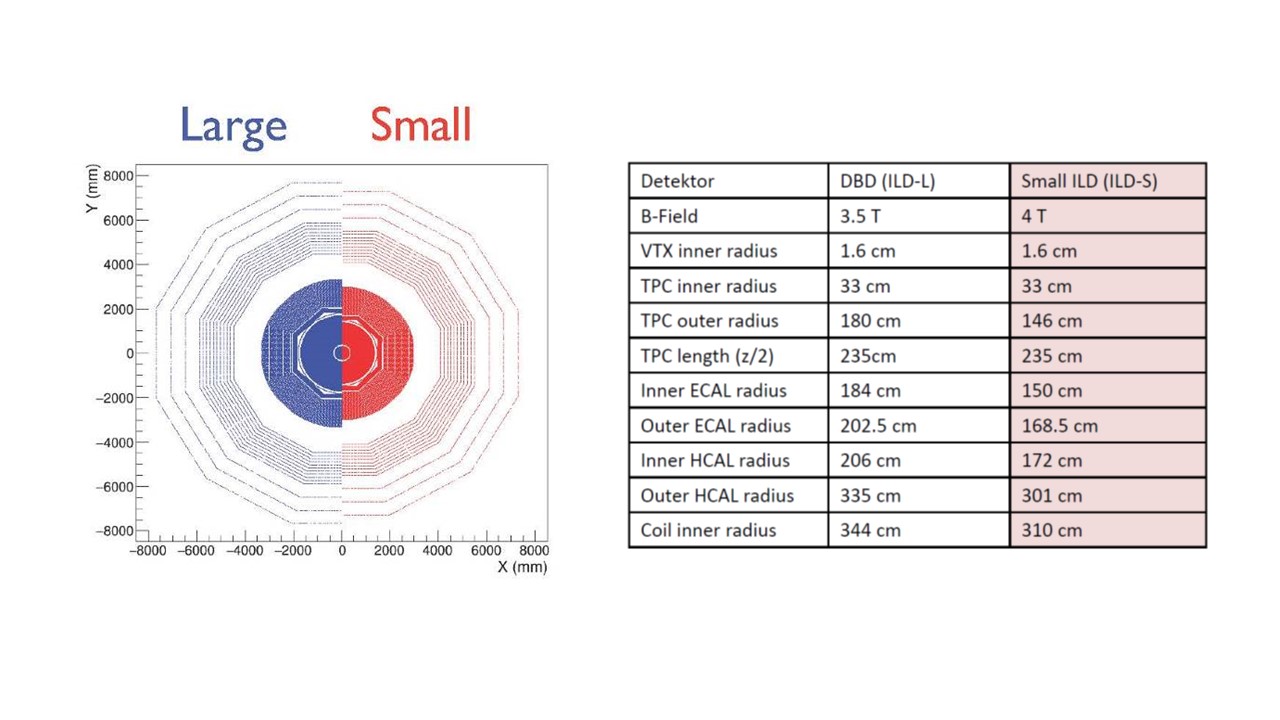 Large Small
Y (mm)
8000
6000
4000
2000
0
−2000
−4000
−6000
−8000
−8000 −6000 −4000 −2000 0 2000 4000 6000 8000
X (mm)
Detektor DBD (ILD-L) Small ILD (ILD-S)
B-Field 3.5 T 4 T
VTX inner radius 1.6 cm 1.6 cm
TPC inner radius 33 cm 33 cm
TPC outer radius 180 cm 146 cm
TPC length (z/2) 235cm 235 cm
Inner ECAL radius 184 cm 150 cm
Outer ECAL radius 202.5 cm 168.5 cm
Inner HCAL radius 206 cm 172 cm
Outer HCAL radius 335 cm 301 cm
Coil inner radius 344 cm 310 cm